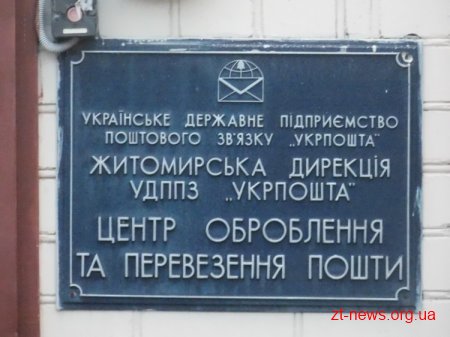 УКРАЇНСЬКЕ ДЕРЖАВНЕ ПІДПРИЄМСТВО
ПОШТОВОГО ЗВ'ЯЗКУ „УКРПОШТА"
ЖИТОМИРСЬКА ДИРЕКЦІЯ
УДППЗ „УКРПОШТА"
ЦЕНТР ОБРОБЛЕННЯ
ТА ПЕРЕВЕЗЕННЯ ПОШТИ
zt-news.org.ua